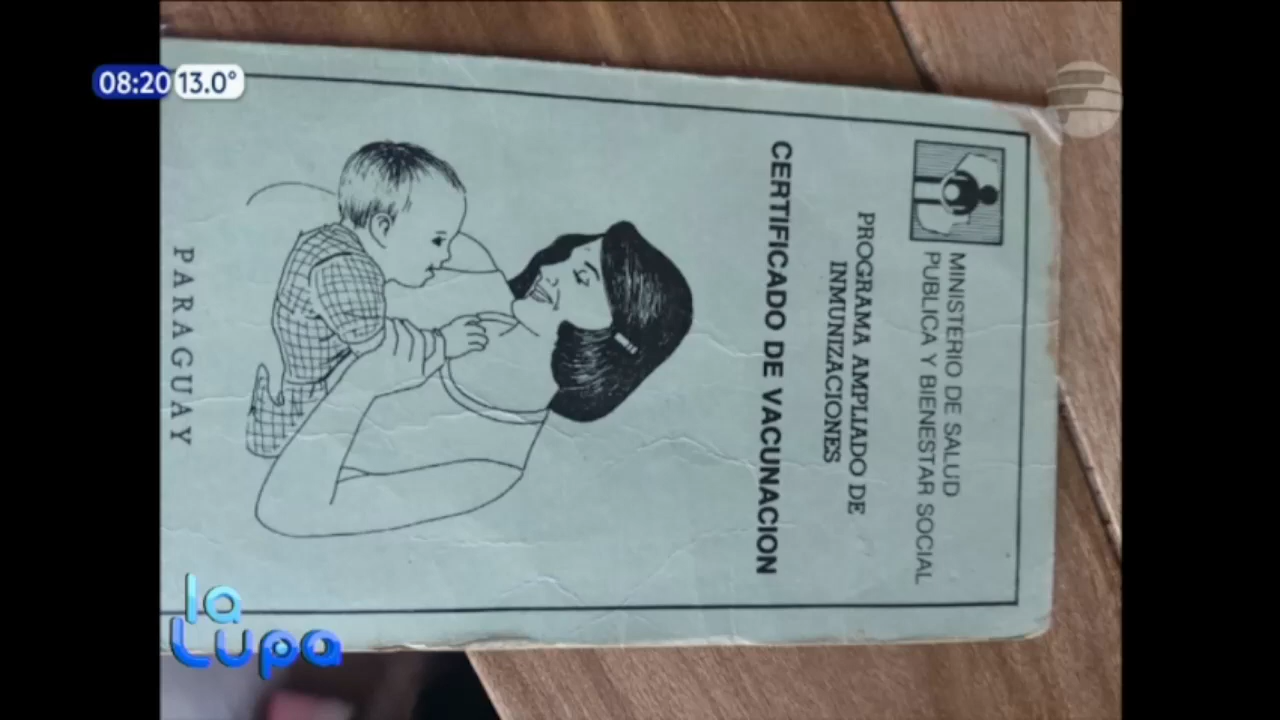 08:20 13.0°
MINISTERIO DE SALUD
PUBLICA Y BIENESTAR SOCIAL
PROGRAMA AMPLIADO DE
INMUNIZACIONES
CERTIFICADO DE VACUNACION
PARAGUAY
la
Lupa